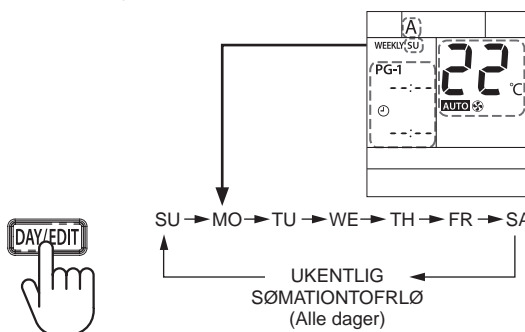 A
WEEKLY SU
PG-1
--:--
--:--
22 °C
AUTO
DAY/EDIT
SU → MO → TU → WE → TH → FR → SA
UKENTLIG
SØMATIONTOFRLØ
(Alle dager)